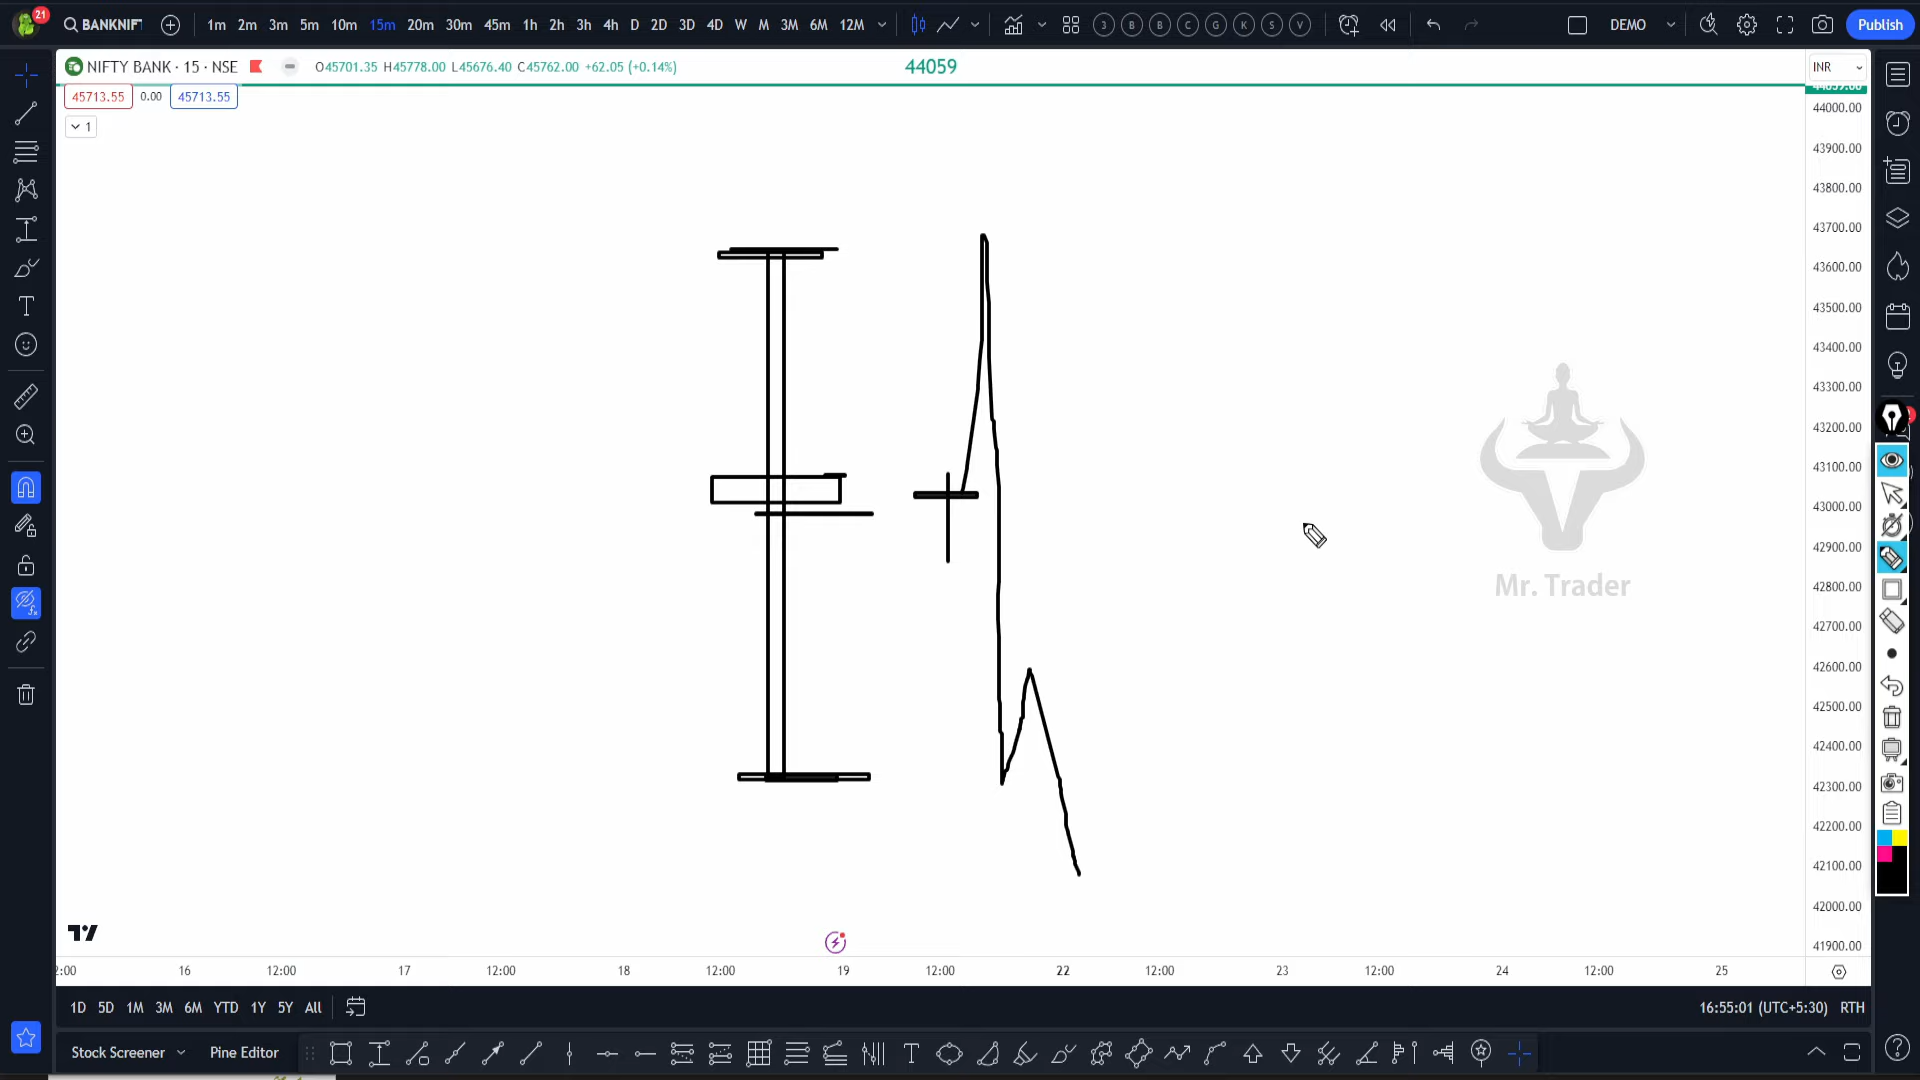 21
BANKNIF
1m 2m 3m 5m 10m 15m 20m 30m 45m 1h 2h 3h 4h D 2D 3D 4D W M 3M 6M 12M
3 B B C G K S V
DEMO
Publish
NIFTY BANK · 15 · NSE
O45701.35 H45778.00 L45676.40 C45762.00 +62.05 (+0.14%)
44059
INR
45713.55 0.00 45713.55
1
44059.00
44000.00
43900.00
43800.00
43700.00
43600.00
43500.00
43400.00
43300.00
43200.00
43100.00
43000.00
42900.00
42800.00
42700.00
42600.00
42500.00
42400.00
42300.00
42200.00
42100.00
42000.00
41900.00
Mr. Trader
2:00 16 12:00 17 12:00 18 12:00 19 12:00 22 12:00 23 12:00 24 12:00 25
1D 5D 1M 3M 6M YTD 1Y 5Y All
16:55:01 (UTC+5:30) RTH
Stock Screener Pine Editor